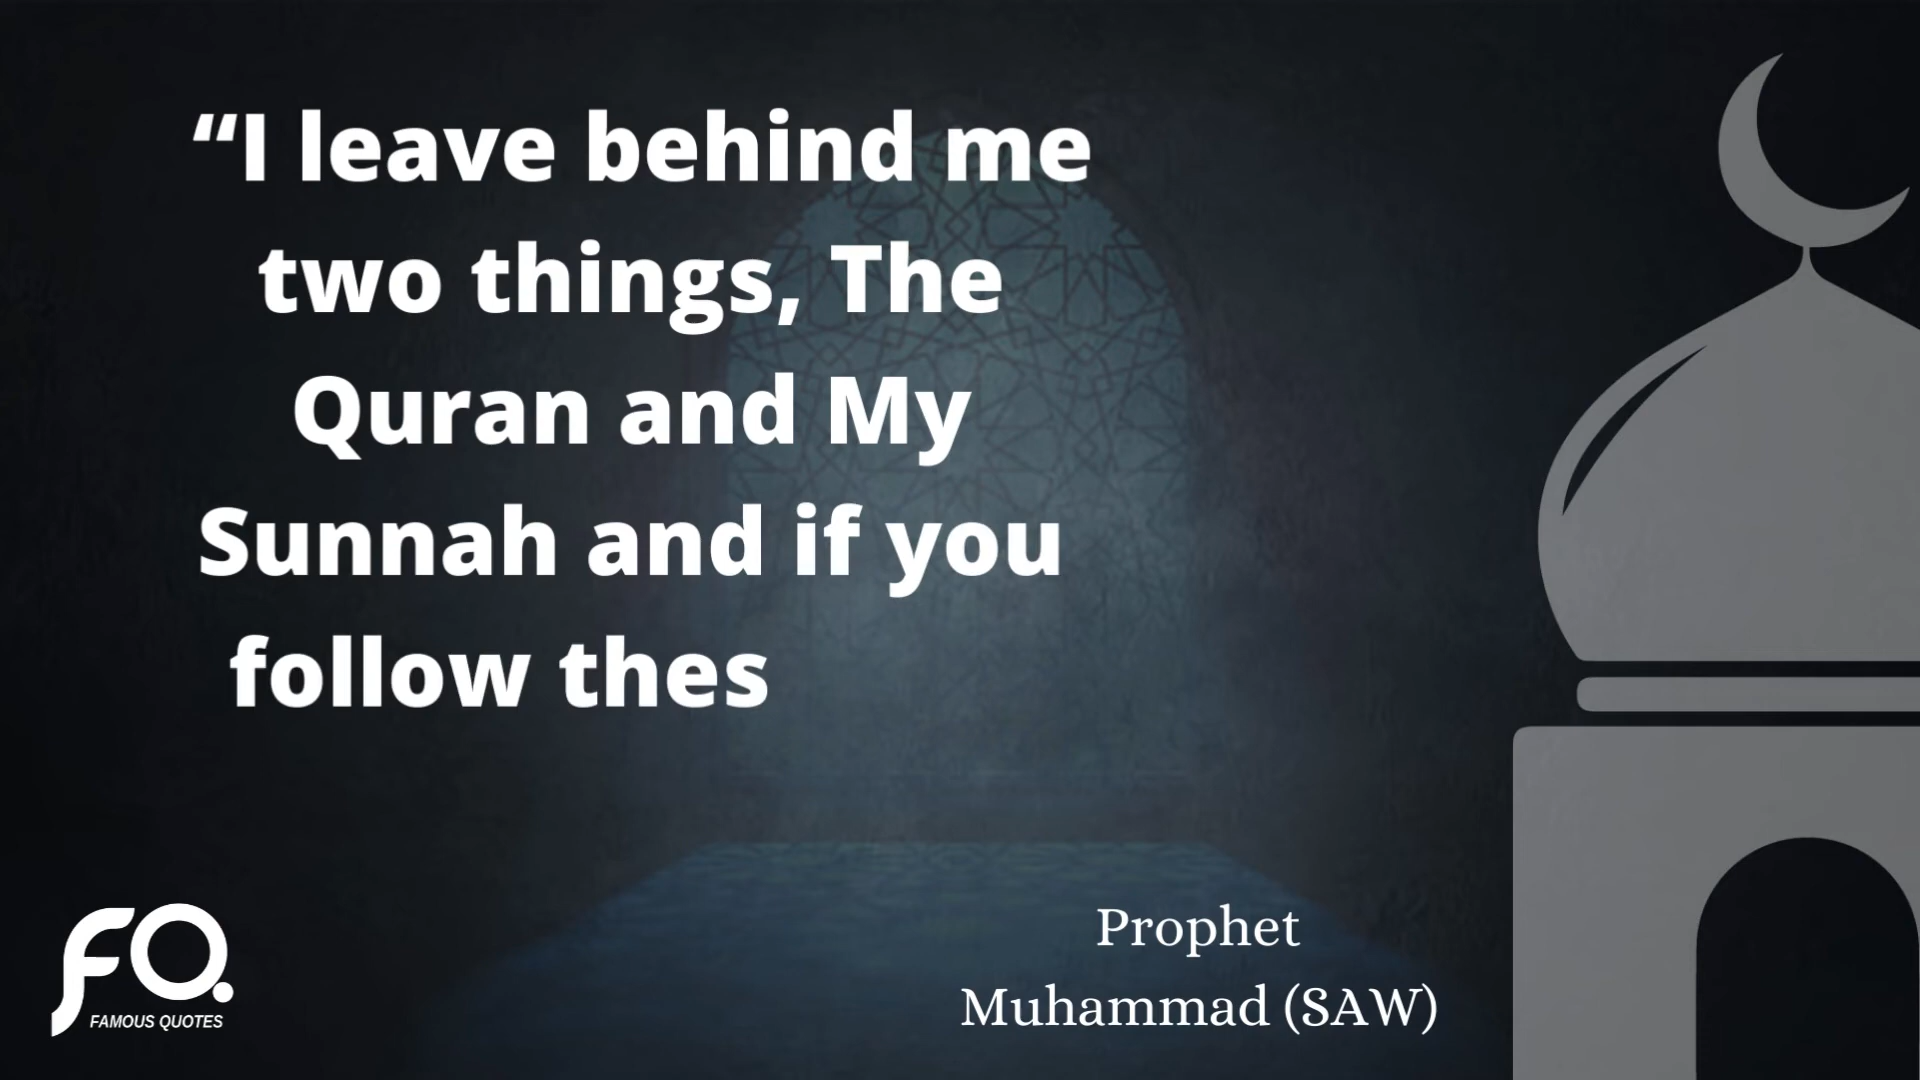 “I leave behind me
two things, The
Quran and My
Sunnah and if you
follow thes
Prophet
Muhammad (SAW)
FQ.
FAMOUS QUOTES